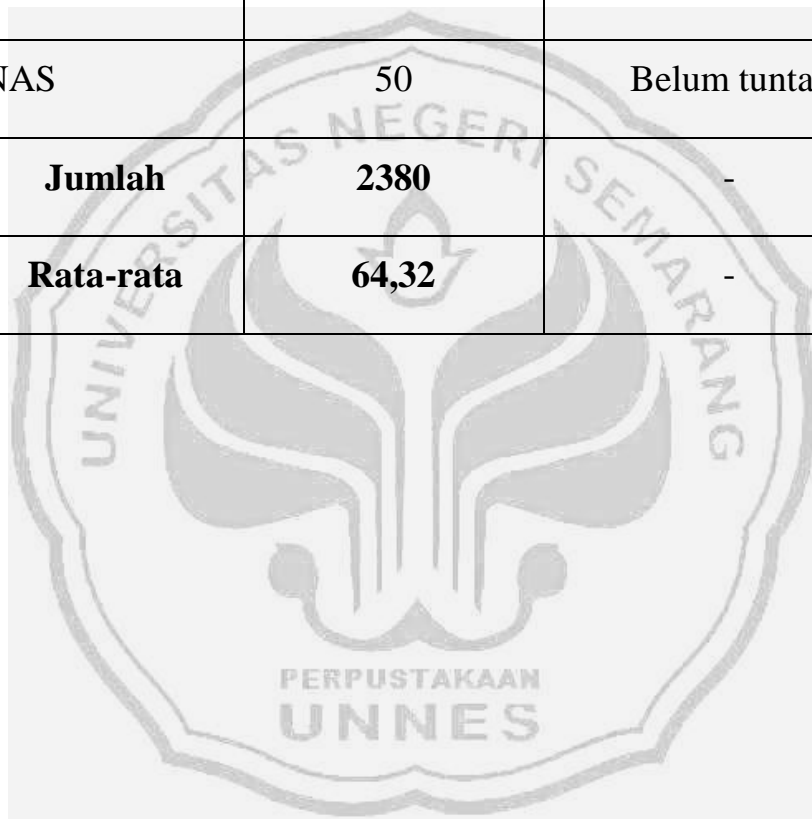 NAS 50 Belum tunta
Jumlah 2380 -
Rata-rata 64,32 -
UNIVERSITAS NEGERI SEMARANG
PERPUSTAKAAN
UNNES